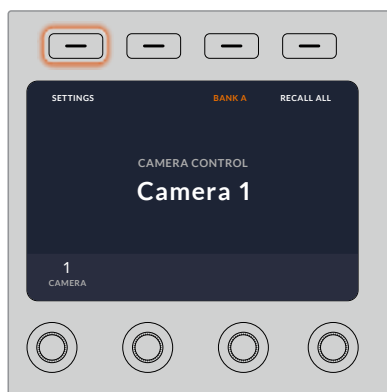 SETTINGS BANK A RECALL ALL
CAMERA CONTROL
Camera 1
1
CAMERA